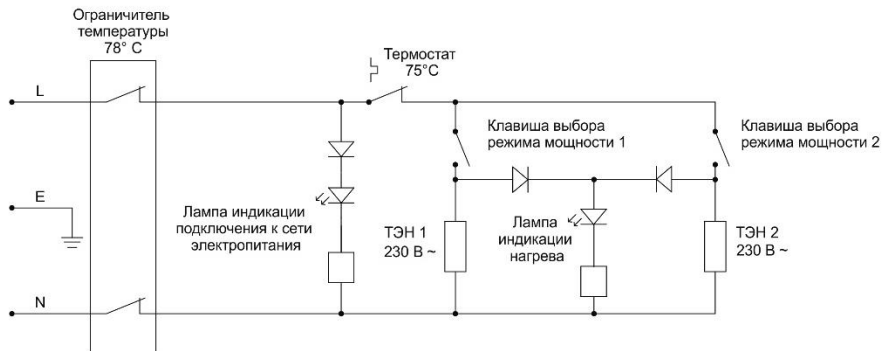 Ограничитель
температуры
78° C
Термостат
75°C
L
Клавиша выбора
режима мощности 1
Клавиша выбора
режима мощности 2
E
Лампа индикации
подключения к сети
электропитания
ТЭН 1
230 В ~
Лампа
индикации
нагрева
ТЭН 2
230 В ~
N